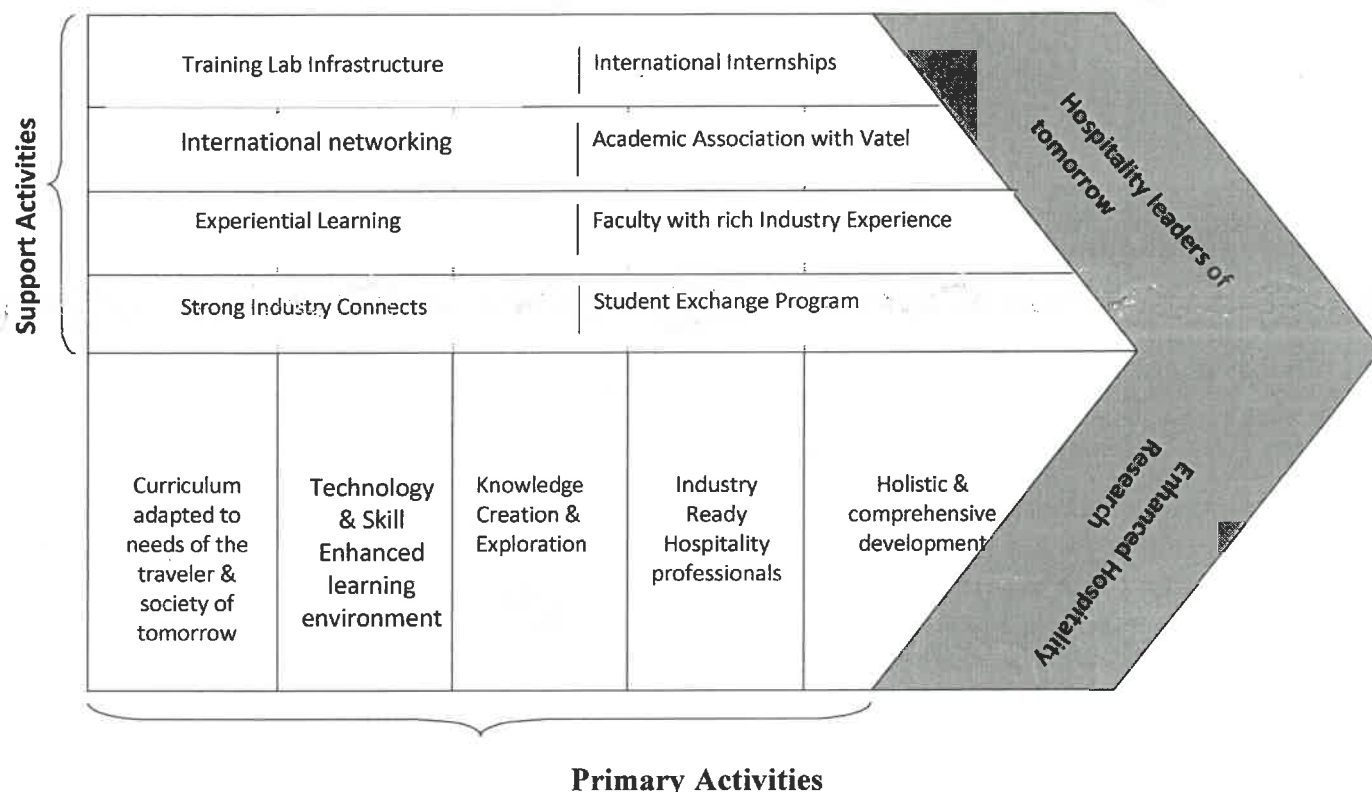 Support Activities
Training Lab Infrastructure
International Internships
International networking
Academic Association with Vatel
Experiential Learning
Faculty with rich Industry Experience
Strong Industry Connects
Student Exchange Program
Hospitality leaders of
tomorrow
Curriculum
adapted to
needs of the
traveler &
society of
tomorrow
Technology
& Skill
Enhanced
learning
environment
Knowledge
Creation &
Exploration
Industry
Ready
Hospitality
professionals
Holistic &
comprehensive
development
Enhanced Hospitality
Research
Primary Activities